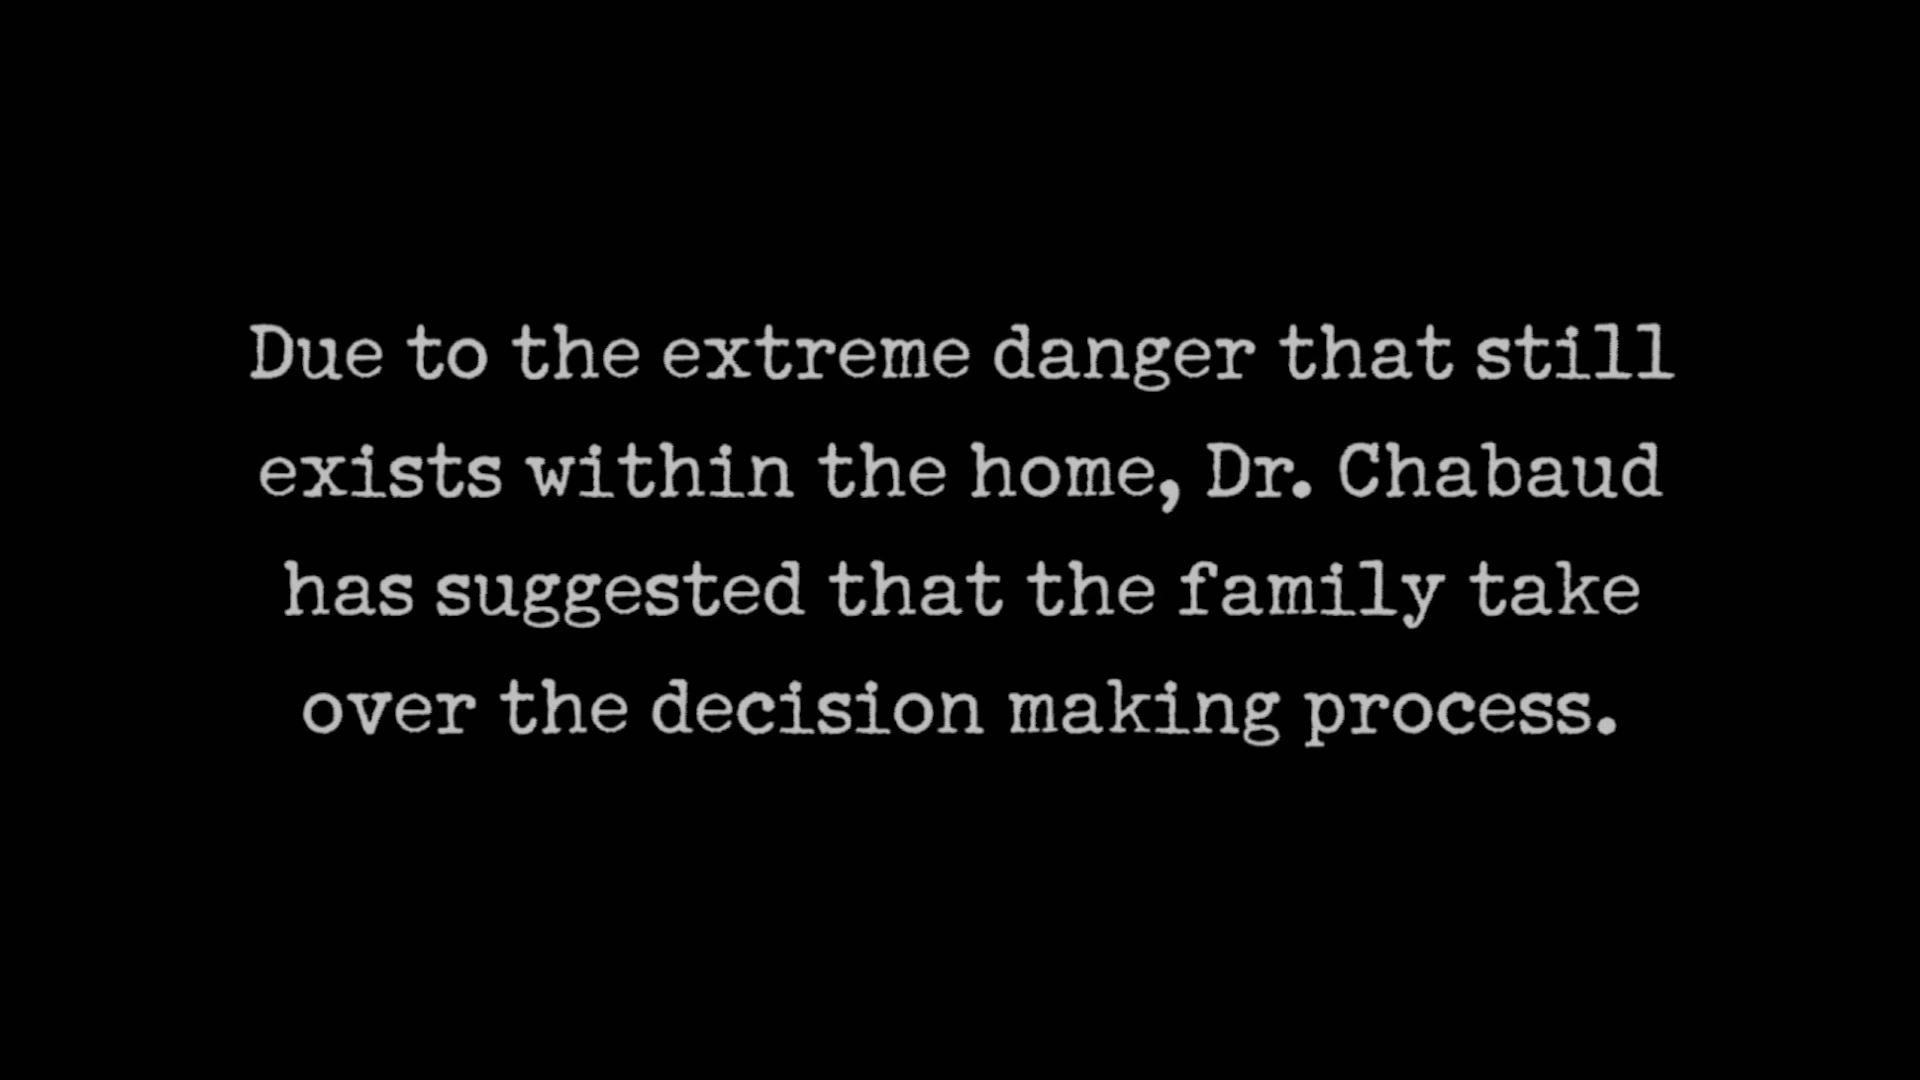 Due to the extreme danger that still
exists within the home, Dr. Chabaud
has suggested that the family take
over the decision making process.